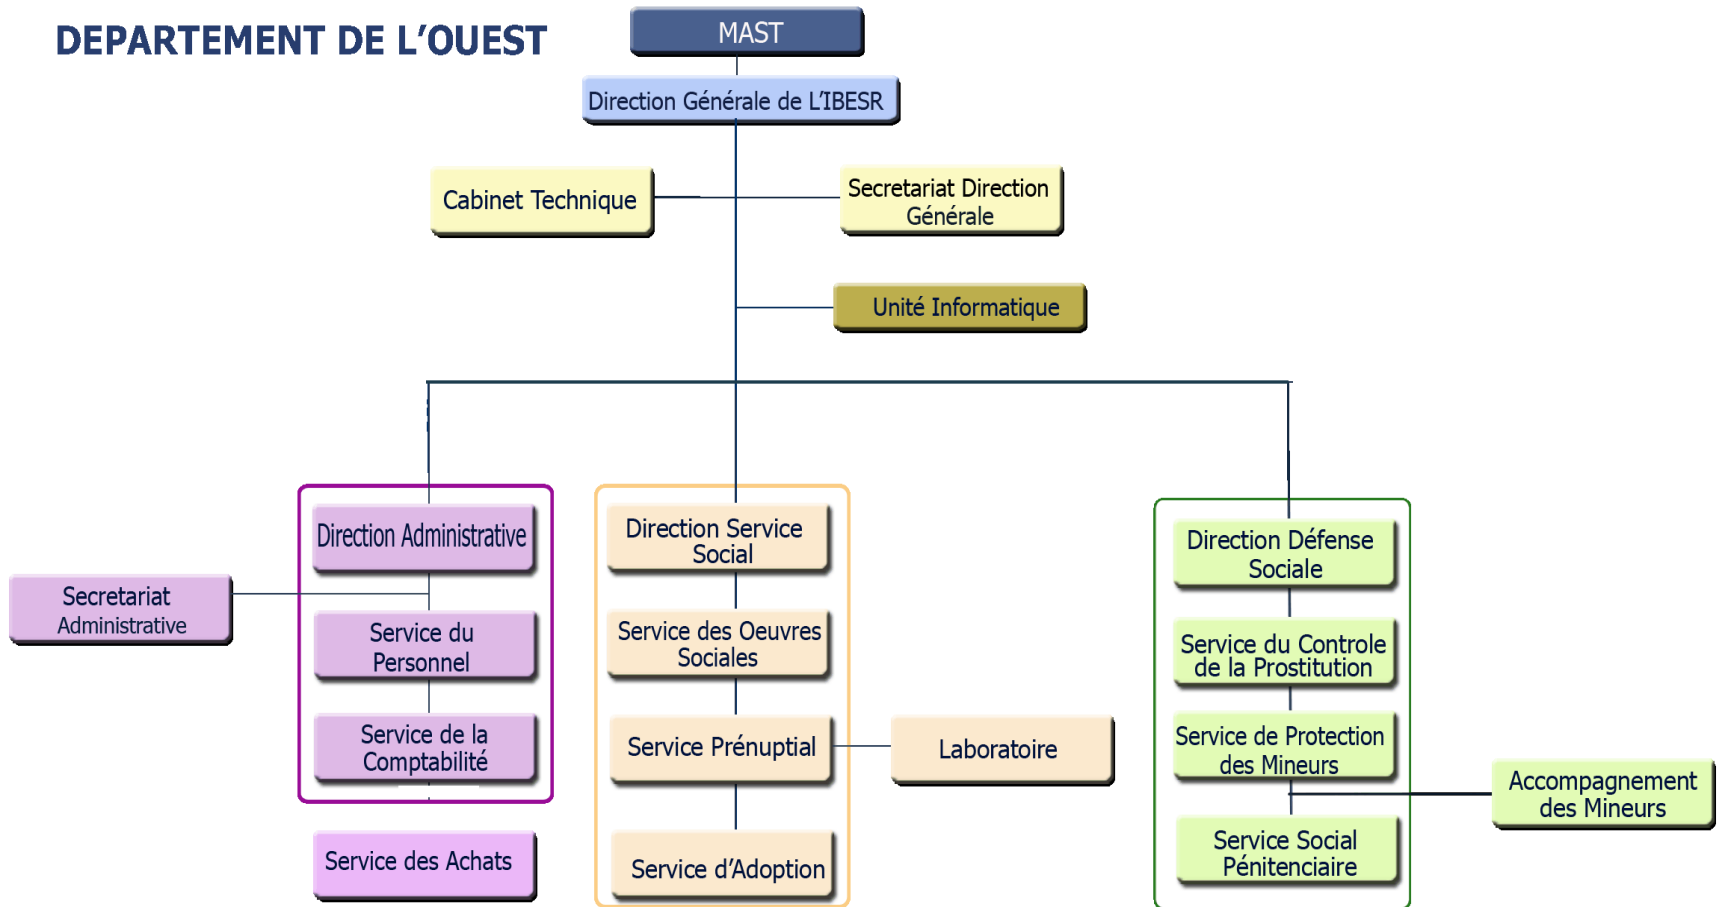 DEPARTEMENT DE L'OUEST
MAST
Direction Générale de L'IBESR
Cabinet Technique
Secretariat Direction
Générale
Unité Informatique
Direction Administrative
Secretariat
Administrative
Service du
Personnel
Service de la
Comptabilité
Service des Achats
Direction Service
Social
Service des Oeuvres
Sociales
Service Prénuptial
Laboratoire
Service d'Adoption
Direction Défense
Sociale
Service du Controle
de la Prostitution
Service de Protection
des Mineurs
Accompagnement
des Mineurs
Service Social
Pénitenciaire